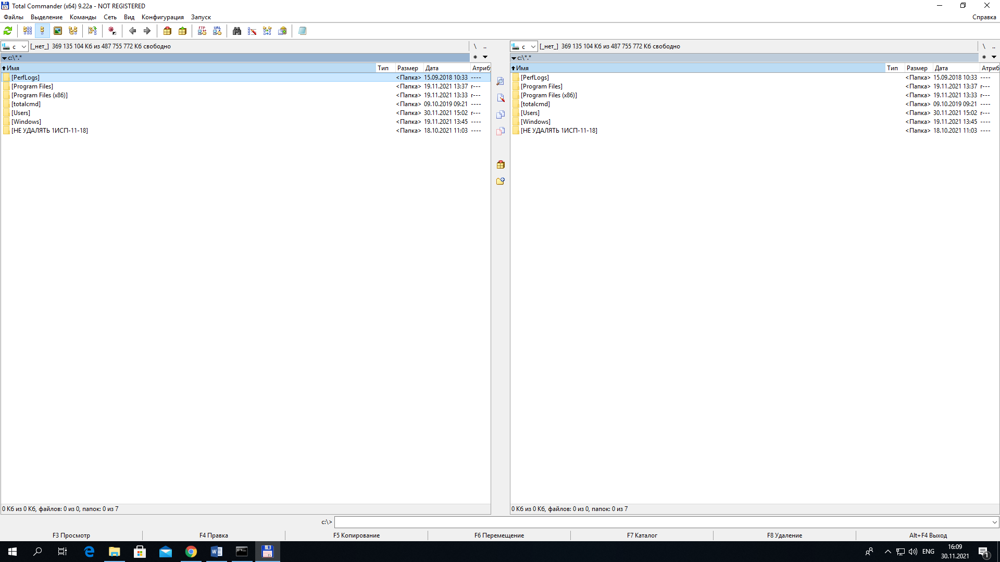 Total Commander (x64) 9.22a - NOT REGISTERED
Файлы Выделение Команды Сеть Вид Конфигурация Запуск Справка
FTP URL
c [_нет_] 369 135 104 Кб из 487 755 772 Кб свободно \ ..
c:\*.* * 
Имя Тип Размер Дата Атриб
[PerfLogs] <Папка> 15.09.2018 10:33 ----
[Program Files] <Папка> 19.11.2021 13:37 r---
[Program Files (x86)] <Папка> 19.11.2021 13:33 r---
[totalcmd] <Папка> 09.10.2019 09:21 ----
[Users] <Папка> 30.11.2021 15:02 r---
[Windows] <Папка> 19.11.2021 13:45 ----
[НЕ УДАЛЯТЬ 1ИСП-11-18] <Папка> 18.10.2021 11:03 ----
0 Кб из 0 Кб, файлов: 0 из 0, папок: 0 из 7
c [_нет_] 369 135 104 Кб из 487 755 772 Кб свободно \ ..
c:\*.* *
Имя Тип Размер Дата Атриб
[PerfLogs] <Папка> 15.09.2018 10:33 ----
[Program Files] <Папка> 19.11.2021 13:37 r---
[Program Files (x86)] <Папка> 19.11.2021 13:33 r---
[totalcmd] <Папка> 09.10.2019 09:21 ----
[Users] <Папка> 30.11.2021 15:02 r---
[Windows] <Папка> 19.11.2021 13:45 ----
[НЕ УДАЛЯТЬ 1ИСП-11-18] <Папка> 18.10.2021 11:03 ----
0 Кб из 0 Кб, файлов: 0 из 0, папок: 0 из 7
c:\>
F3 Просмотр F4 Правка F5 Копирование F6 Перемещение F7 Каталог F8 Удаление Alt+F4 Выход
ENG
16:09
30.11.2021
1